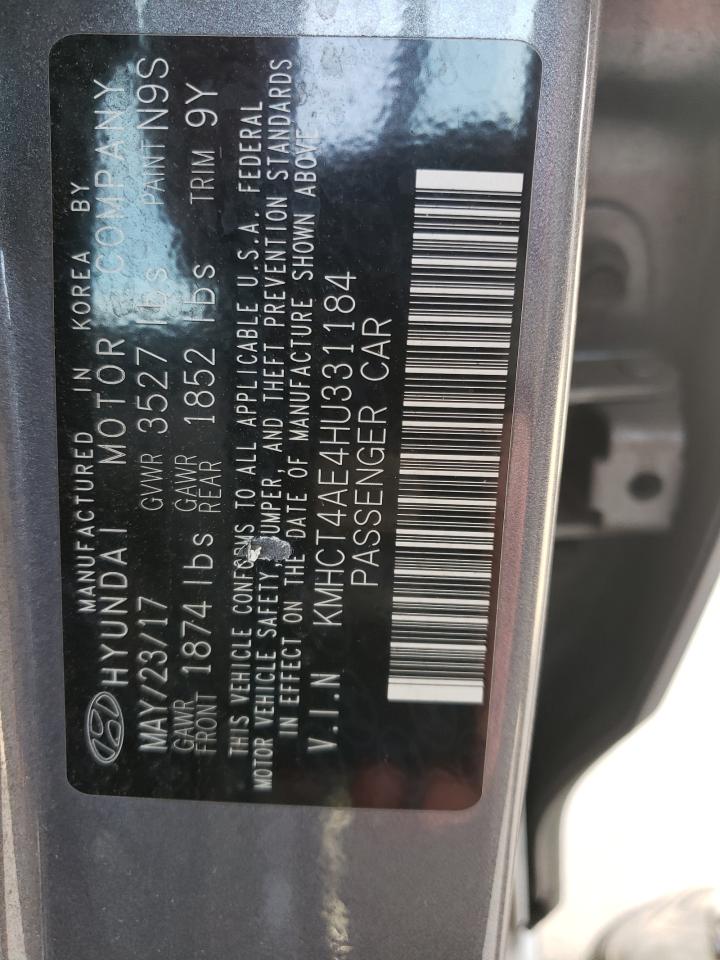 MANUFACTURED IN KOREA BY
HYUNDAI MOTOR COMPANY
MAY/23/17 GVWR 3527 lbs PAINT N9S
GAWR FRONT 1874 lbs GAWR REAR 1852 lbs TRIM 9Y
THIS VEHICLE CONFORMS TO ALL APPLICABLE U.S.A. FEDERAL
MOTOR VEHICLE SAFETY, BUMPER, AND THEFT PREVENTION STANDARDS
IN EFFECT ON THE DATE OF MANUFACTURE SHOWN ABOVE
V.I.N KMHCT4AE4HU331184
PASSENGER CAR